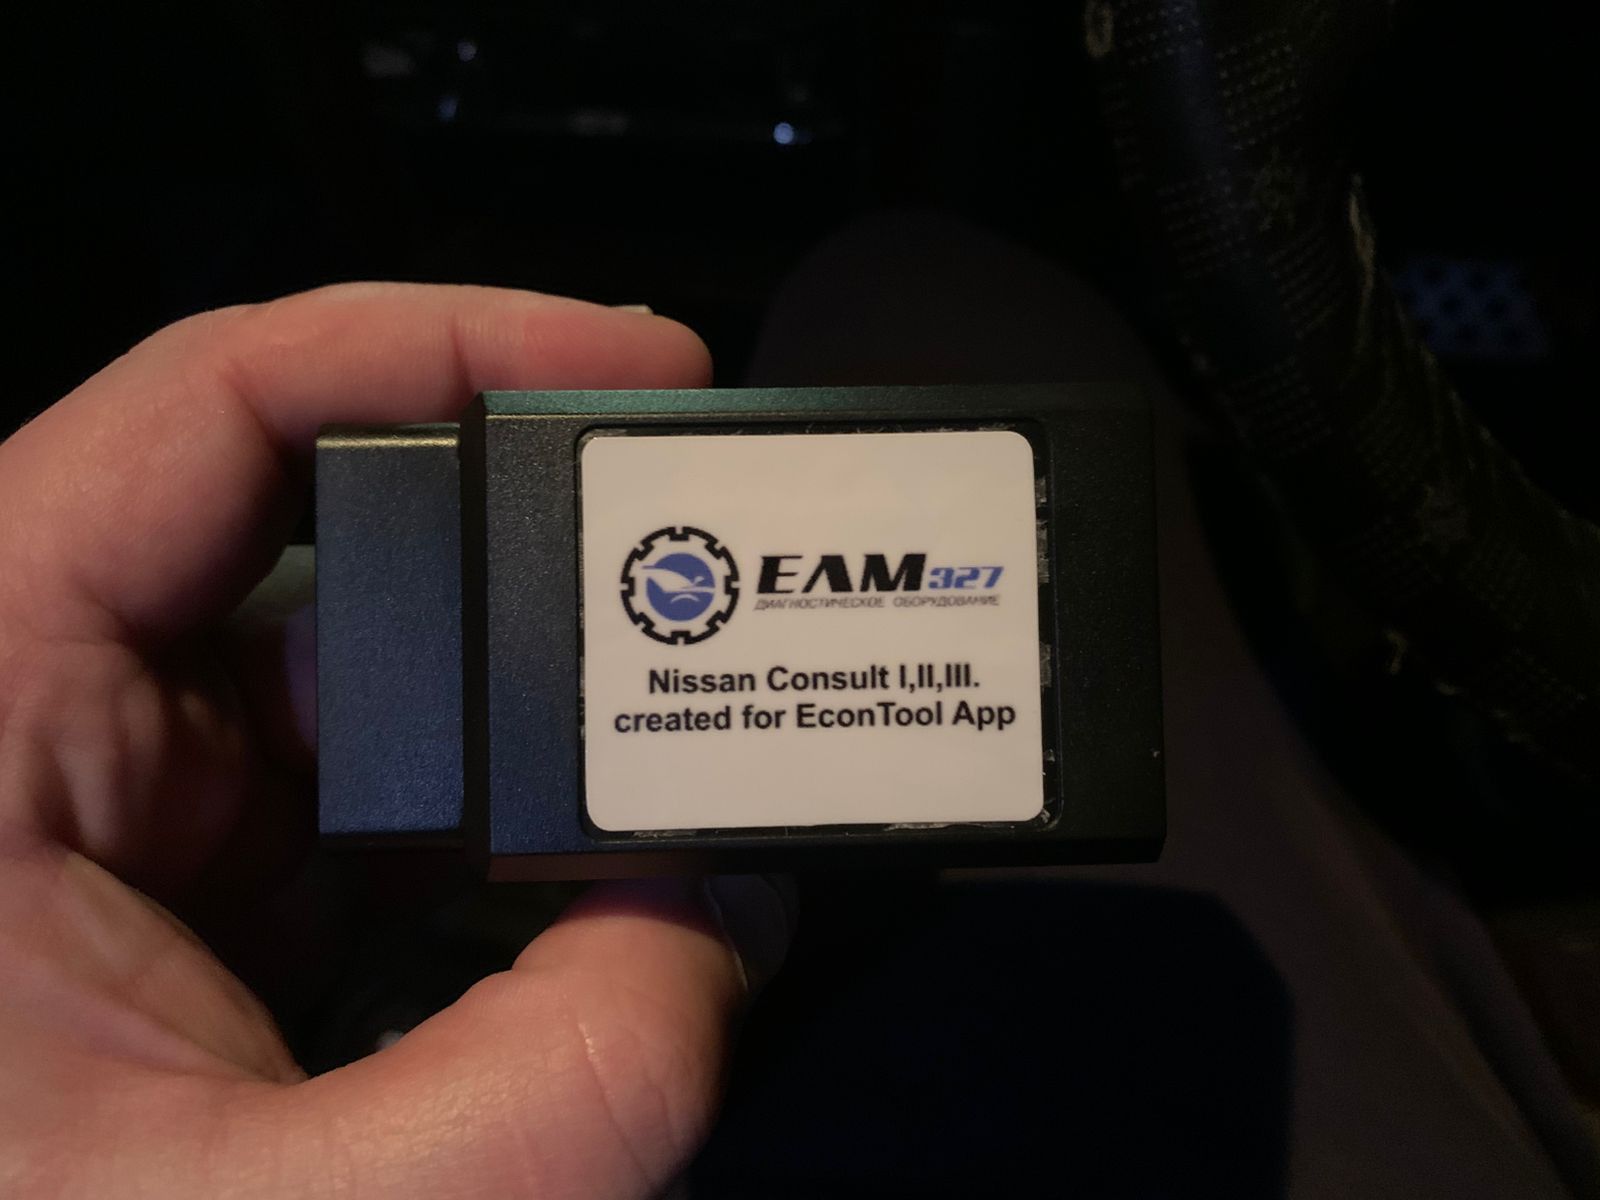 ЕЛМ327
ДИАГНОСТИЧЕСКОЕ ОБОРУДОВАНИЕ
Nissan Consult I,II,III.
created for EconTool App